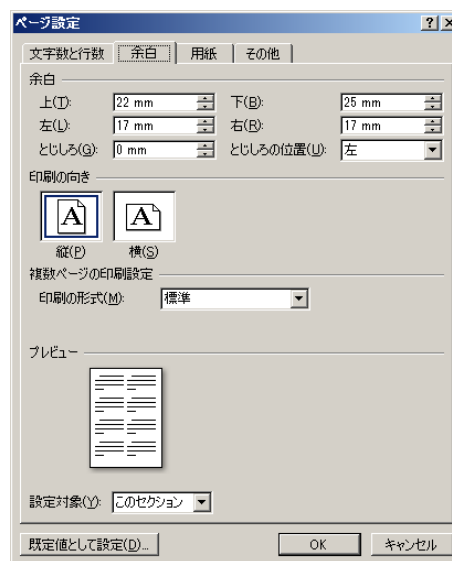 ページ設定
文字数と行数 余白 用紙 その他
余白
上(T): 22 mm 下(B): 25 mm
左(L): 17 mm 右(R): 17 mm
とじしろ(G): 0 mm とじしろの位置(U): 左
印刷の向き
A A
縦(P) 横(S)
複数ページの印刷設定
印刷の形式(M): 標準
プレビュー
設定対象(Y): このセクション
既定値として設定(D)... OK キャンセル